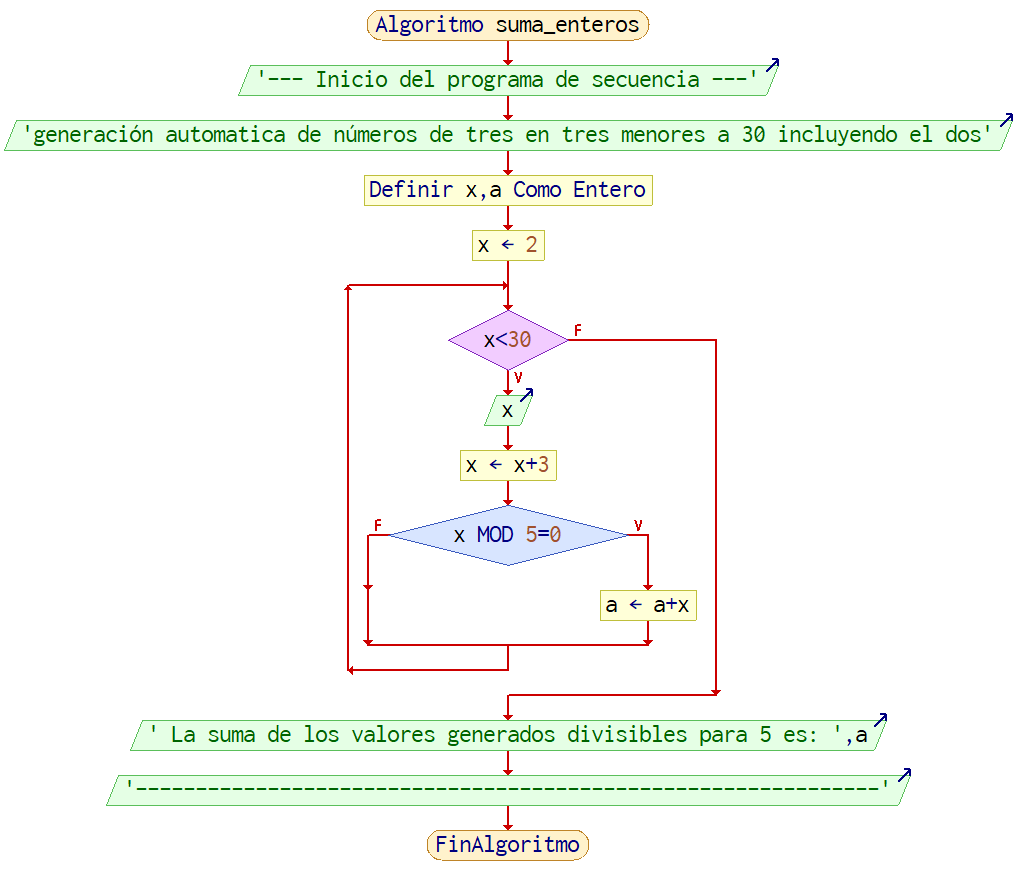 Algoritmo suma_enteros
'--- Inicio del programa de secuencia ---'
'generación automatica de números de tres en tres menores a 30 incluyendo el dos'
Definir x,a Como Entero
x ← 2
x<30
F
V
x
x ← x+3
F
V
x MOD 5=0
a ← a+x
' La suma de los valores generados divisibles para 5 es: ',a
'--------------------------------------------------------------'
FinAlgoritmo